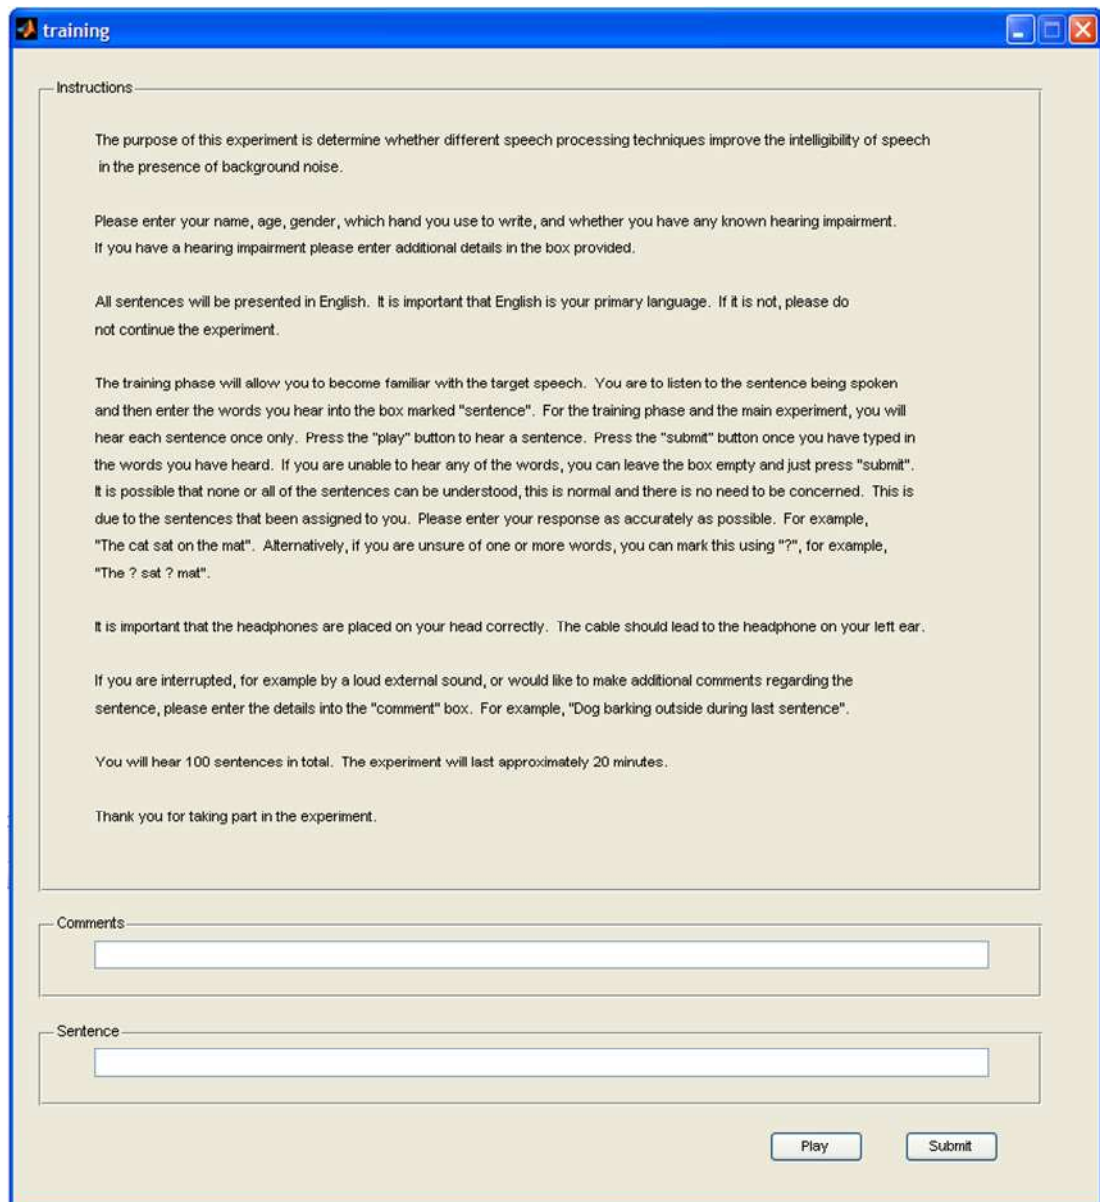 training
Instructions
The purpose of this experiment is determine whether different speech processing techniques improve the intelligibility of speech
in the presence of background noise.
Please enter your name, age, gender, which hand you use to write, and whether you have any known hearing impairment.
If you have a hearing impairment please enter additional details in the box provided.
All sentences will be presented in English. It is important that English is your primary language. If it is not, please do
not continue the experiment.
The training phase will allow you to become familiar with the target speech. You are to listen to the sentence being spoken
and then enter the words you hear into the box marked "sentence". For the training phase and the main experiment, you will
hear each sentence once only. Press the "play" button to hear a sentence. Press the "submit" button once you have typed in
the words you have heard. If you are unable to hear any of the words, you can leave the box empty and just press "submit".
It is possible that none or all of the sentences can be understood, this is normal and there is no need to be concerned. This is
due to the sentences that been assigned to you. Please enter your response as accurately as possible. For example,
"The cat sat on the mat". Alternatively, if you are unsure of one or more words, you can mark this using "?", for example,
"The ? sat ? mat".
It is important that the headphones are placed on your head correctly. The cable should lead to the headphone on your left ear.
If you are interrupted, for example by a loud external sound, or would like to make additional comments regarding the
sentence, please enter the details into the "comment" box. For example, "Dog barking outside during last sentence".
You will hear 100 sentences in total. The experiment will last approximately 20 minutes.
Thank you for taking part in the experiment.
Comments
Sentence
Play Submit